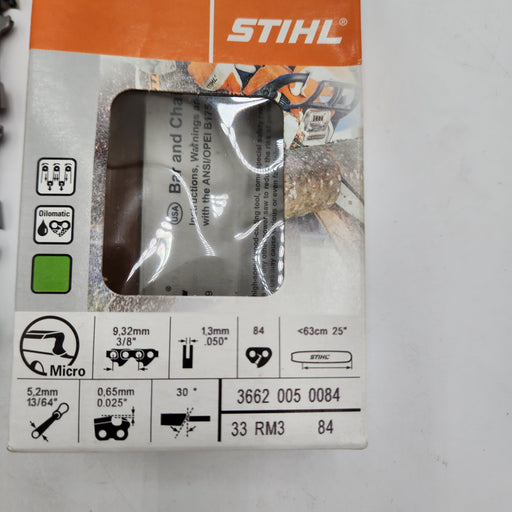 STIHL®
USA Bar and Cha
Instructions, Warnings a
with the ANSI/OPEI B175
Oilomatic
Micro
9,32mm
3/8"
1,3mm
.050"
84
<63cm 25"
STIHL
5,2mm
13/64"
0,65mm
0.025"
30 °
3662 005 0084
33 RM3 84